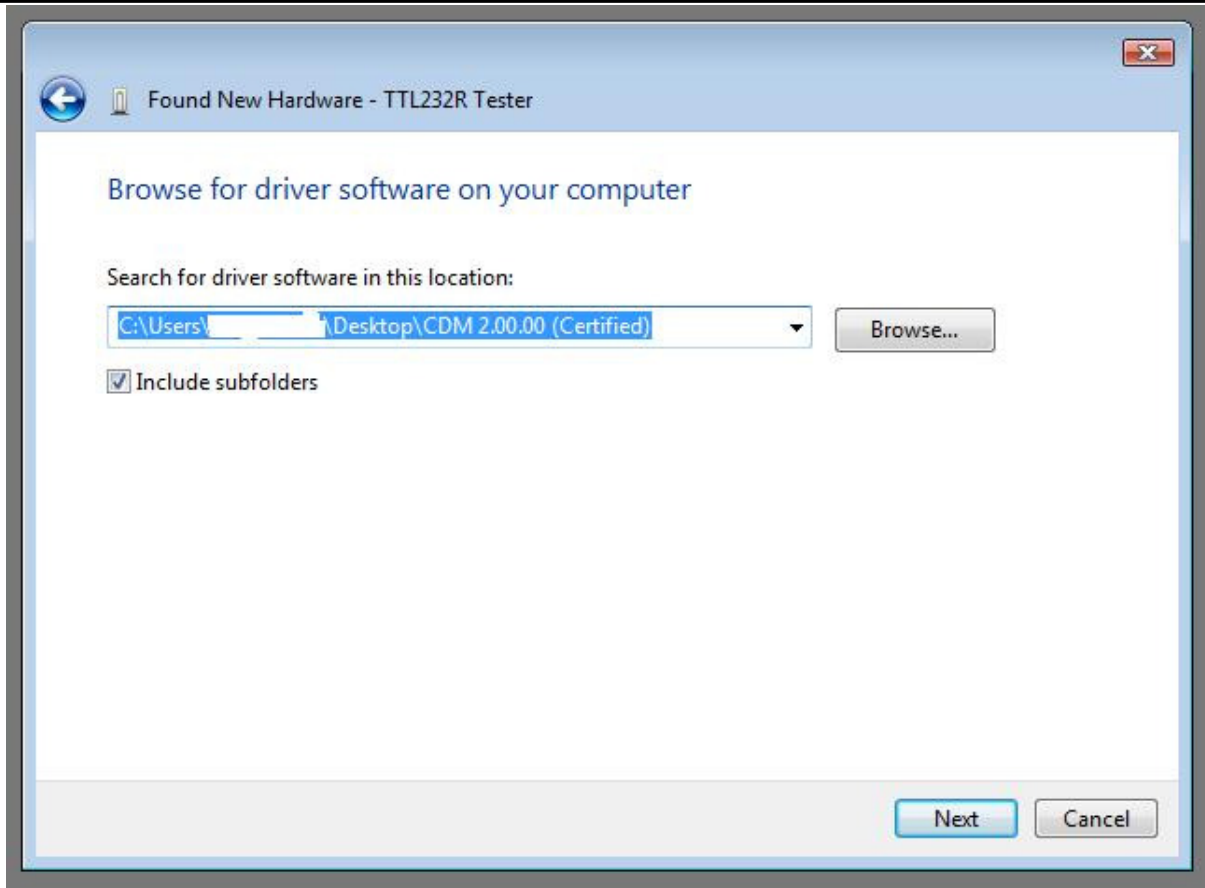 Found New Hardware - TTL232R Tester
Browse for driver software on your computer
Search for driver software in this location:
C:\Users\ \Desktop\CDM 2.00.00 (Certified)
Browse...
Include subfolders
Next Cancel